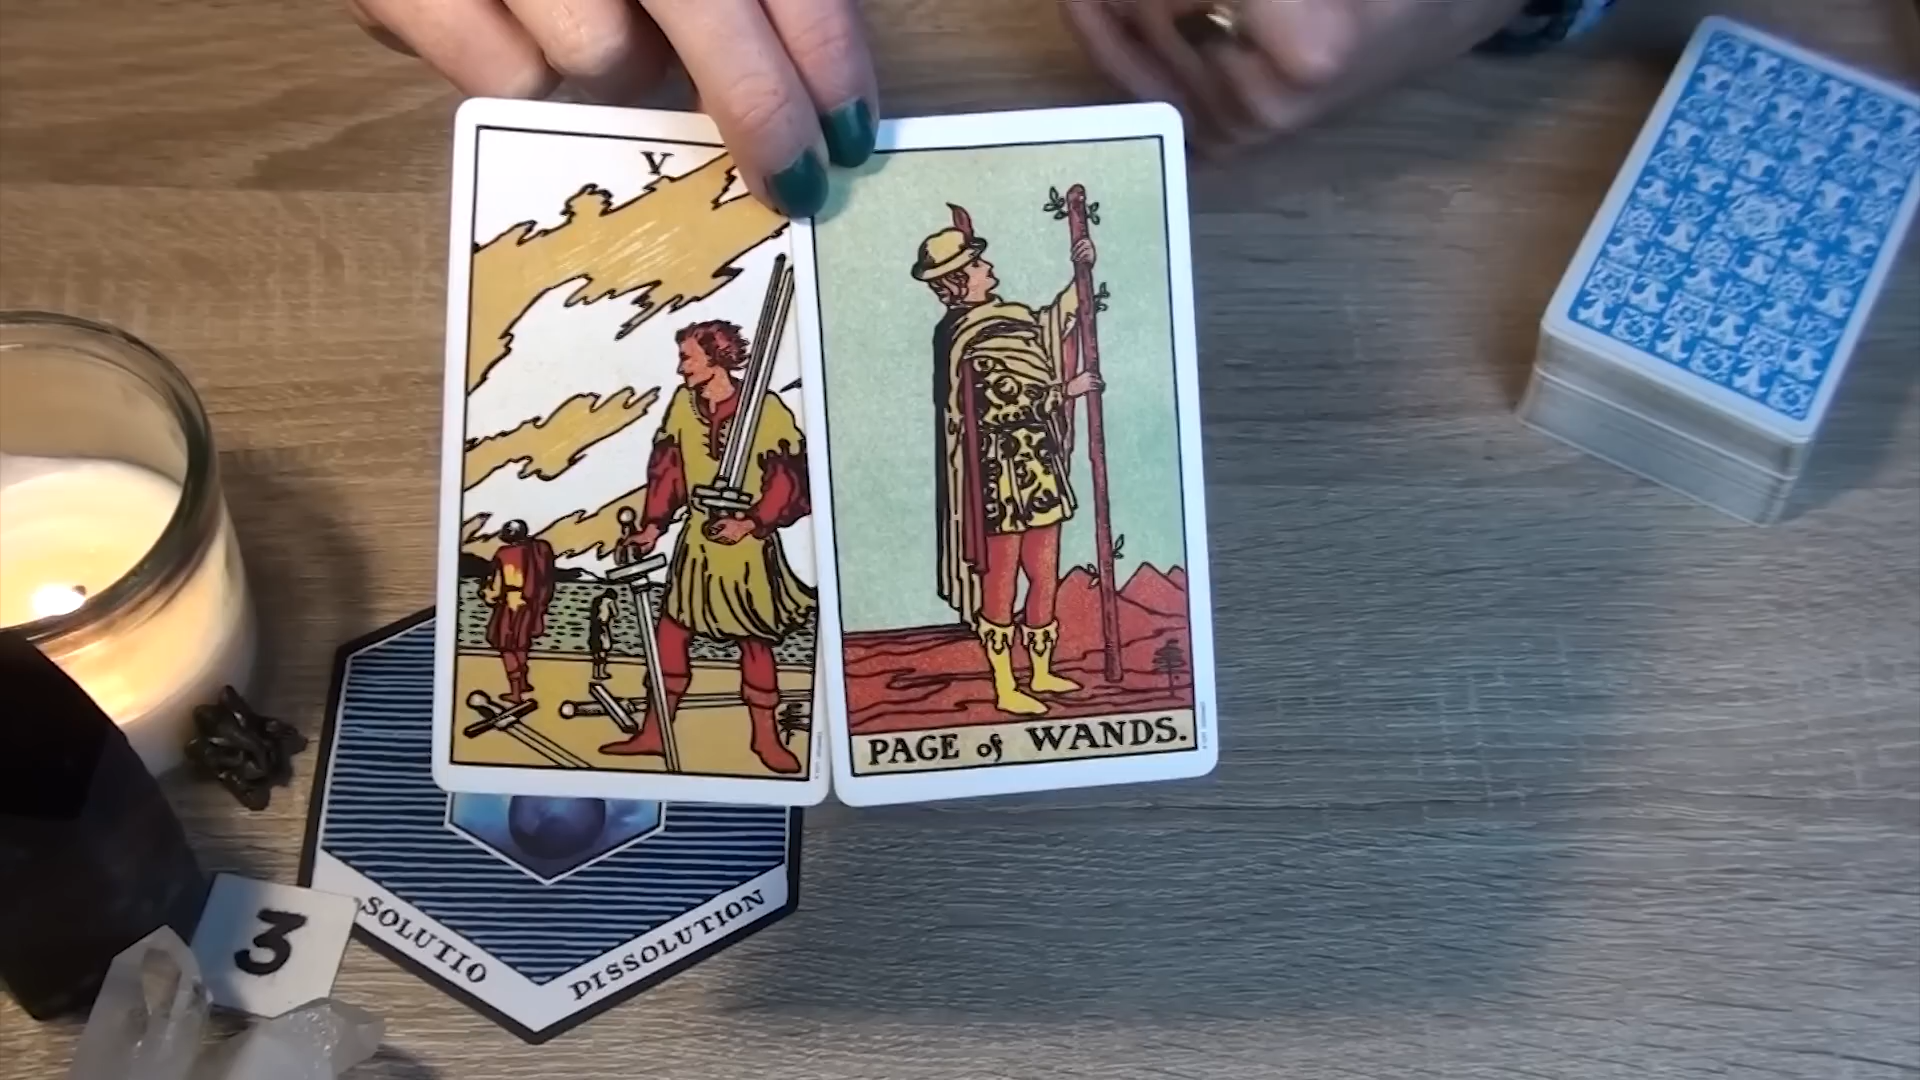 V
PAGE of WANDS.
3
SOLUTIO
DISSOLUTION